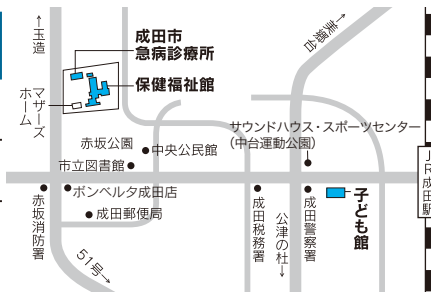 ↑玉造
成田市
急病診療所
保健福祉館
マザーズ
ホーム
↑美郷台
赤坂公園
中央公民館
市立図書館
サウンドハウス・スポーツセンター
(中台運動公園)
ボンベルタ成田店
成田郵便局
赤坂消防署
51号→
成田税務署
公津の杜→
成田警察署
子ども館
JR成田駅